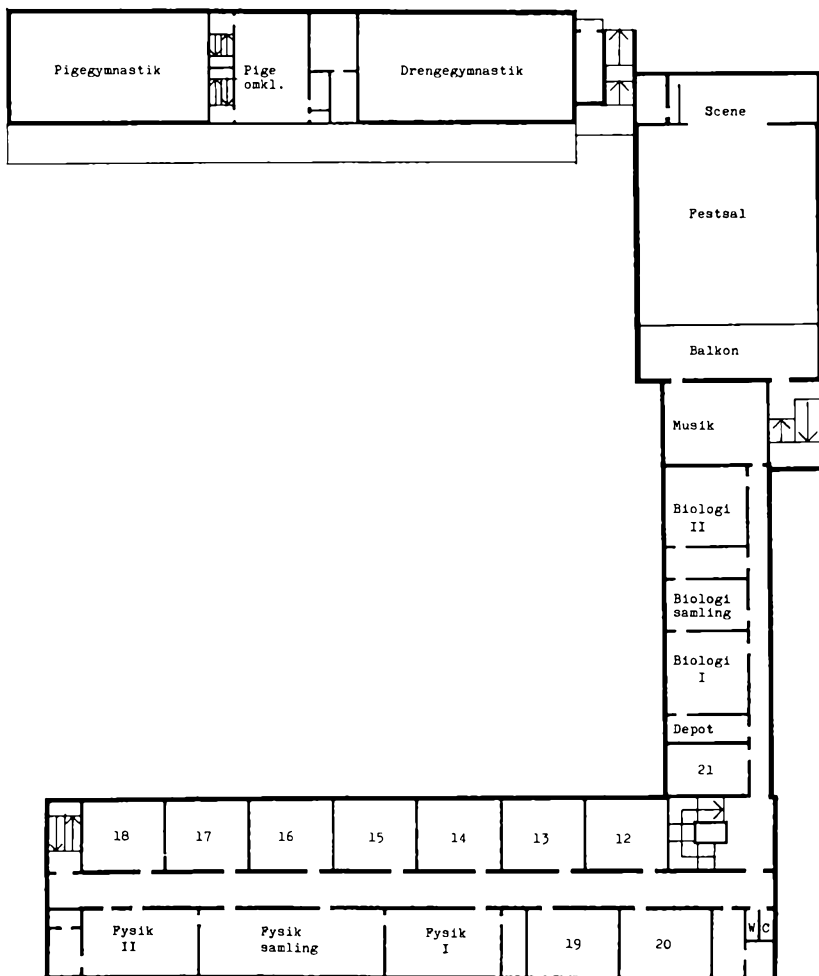 Pigegymnastik
Pige
omkl.
Drengegymnastik
Scene
Festsal
Balkon
Musik
Biologi
II
Biologi
samling
Biologi
I
Depot
21
18
17
16
15
14
13
12
Fysik
II
Fysik
samling
Fysik
I
19
20
W C